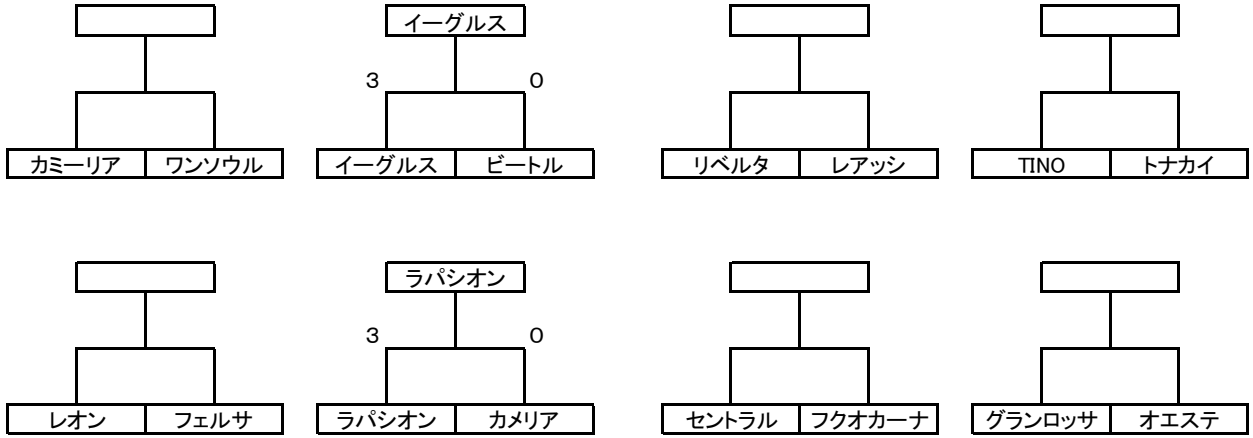 イーグルス
3 0
カミーリア ワンソウル イーグルス ビートル リベルタ レアッシ TINO トナカイ
ラパシオン
3 0
レオン フェルサ ラパシオン カメリア セントラル フクオカーナ グランロッサ オエステ